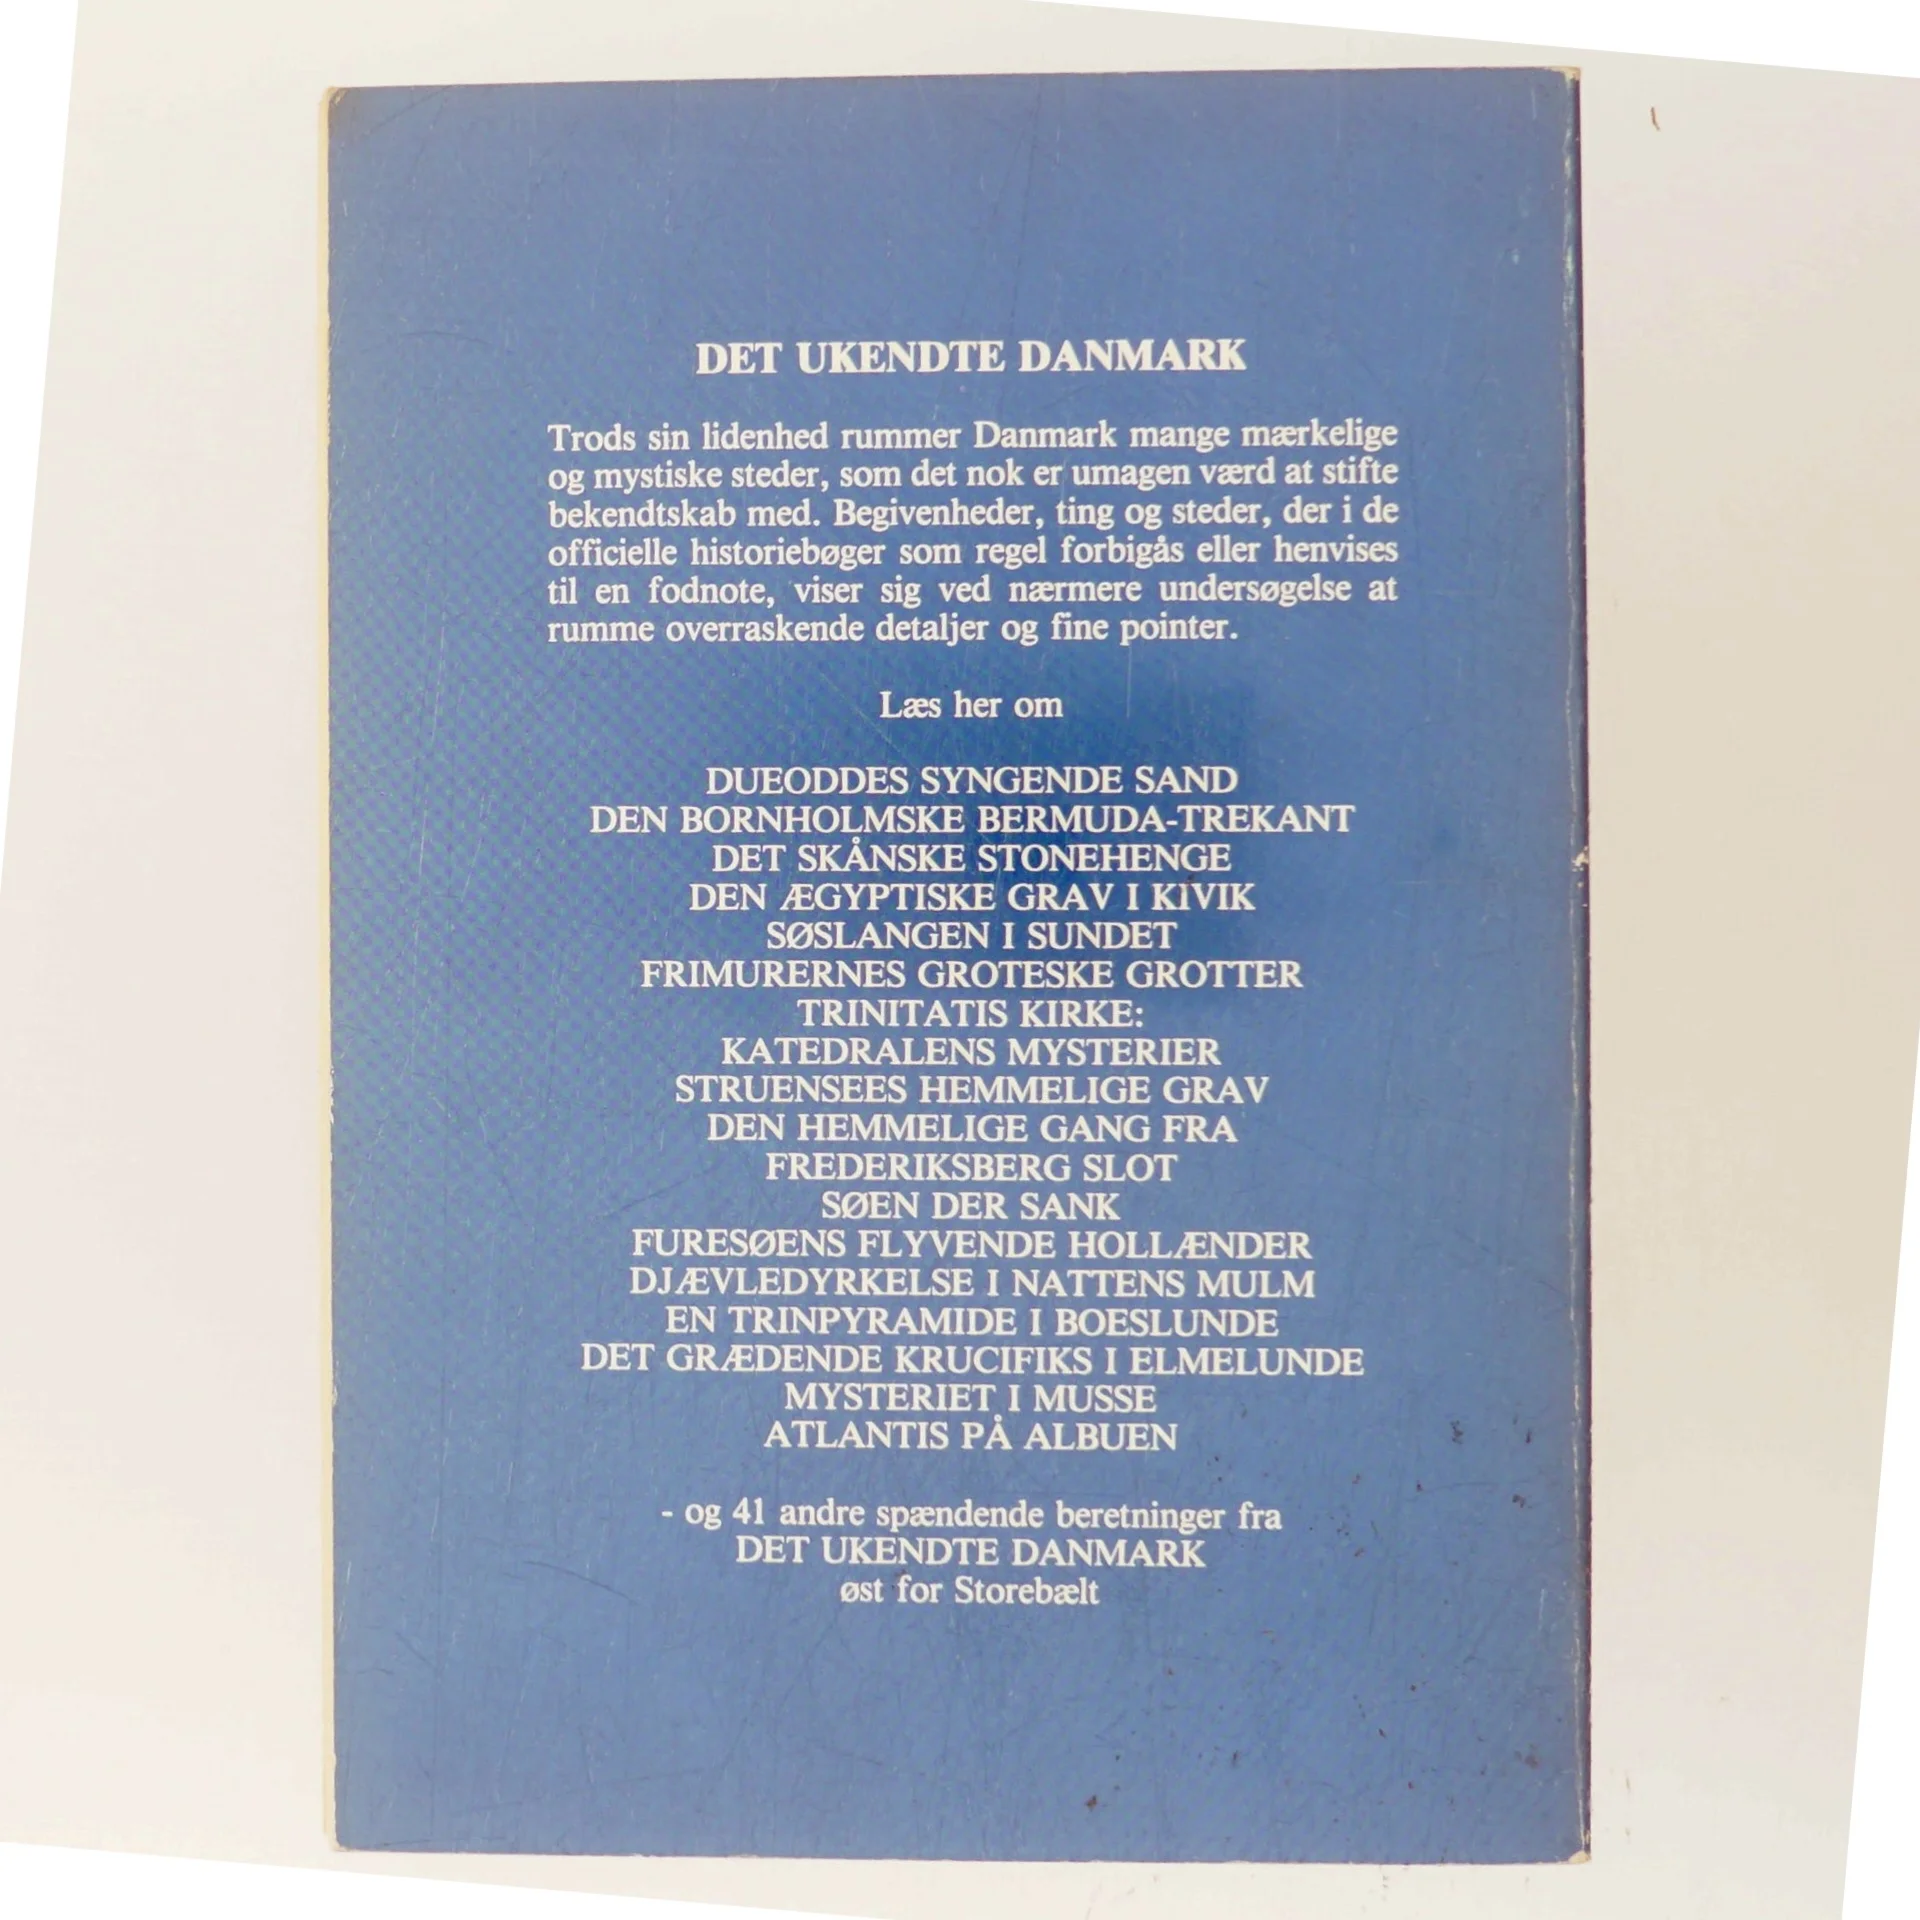 DET UKENDTE DANMARK
Trods sin lidenhed rummer Danmark mange mærkelige
og mystiske steder, som det nok er umagen værd at stifte
bekendtskab med. Begivenheder, ting og steder, der i de
officielle historiebøger som regel forbigås eller henvises
til en fodnote, viser sig ved nærmere undersøgelse at
rumme overraskende detaljer og fine pointer.
Læs her om
DUEODDES SYNGENDE SAND
DEN BORNHOLMSKE BERMUDA-TREKANT
DET SKÅNSKE STONEHENGE
DEN ÆGYPTISKE GRAV I KIVIK
SØSLANGEN I SUNDET
FRIMURERNES GROTESKE GROTTER
TRINITATIS KIRKE:
KATEDRALENS MYSTERIER
STRUENSEES HEMMELIGE GRAV
DEN HEMMELIGE GANG FRA
FREDERIKSBERG SLOT
SØEN DER SANK
FURESØENS FLYVENDE HOLLÆNDER
DJÆVLEDYRKELSE I NATTENS MULM
EN TRINPYRAMIDE I BOESLUNDE
DET GRÆDENDE KRUCIFIKS I ELMELUNDE
MYSTERIET I MUSSE
ATLANTIS PÅ ALBUEN
- og 41 andre spændende beretninger fra
DET UKENDTE DANMARK
øst for Storebælt